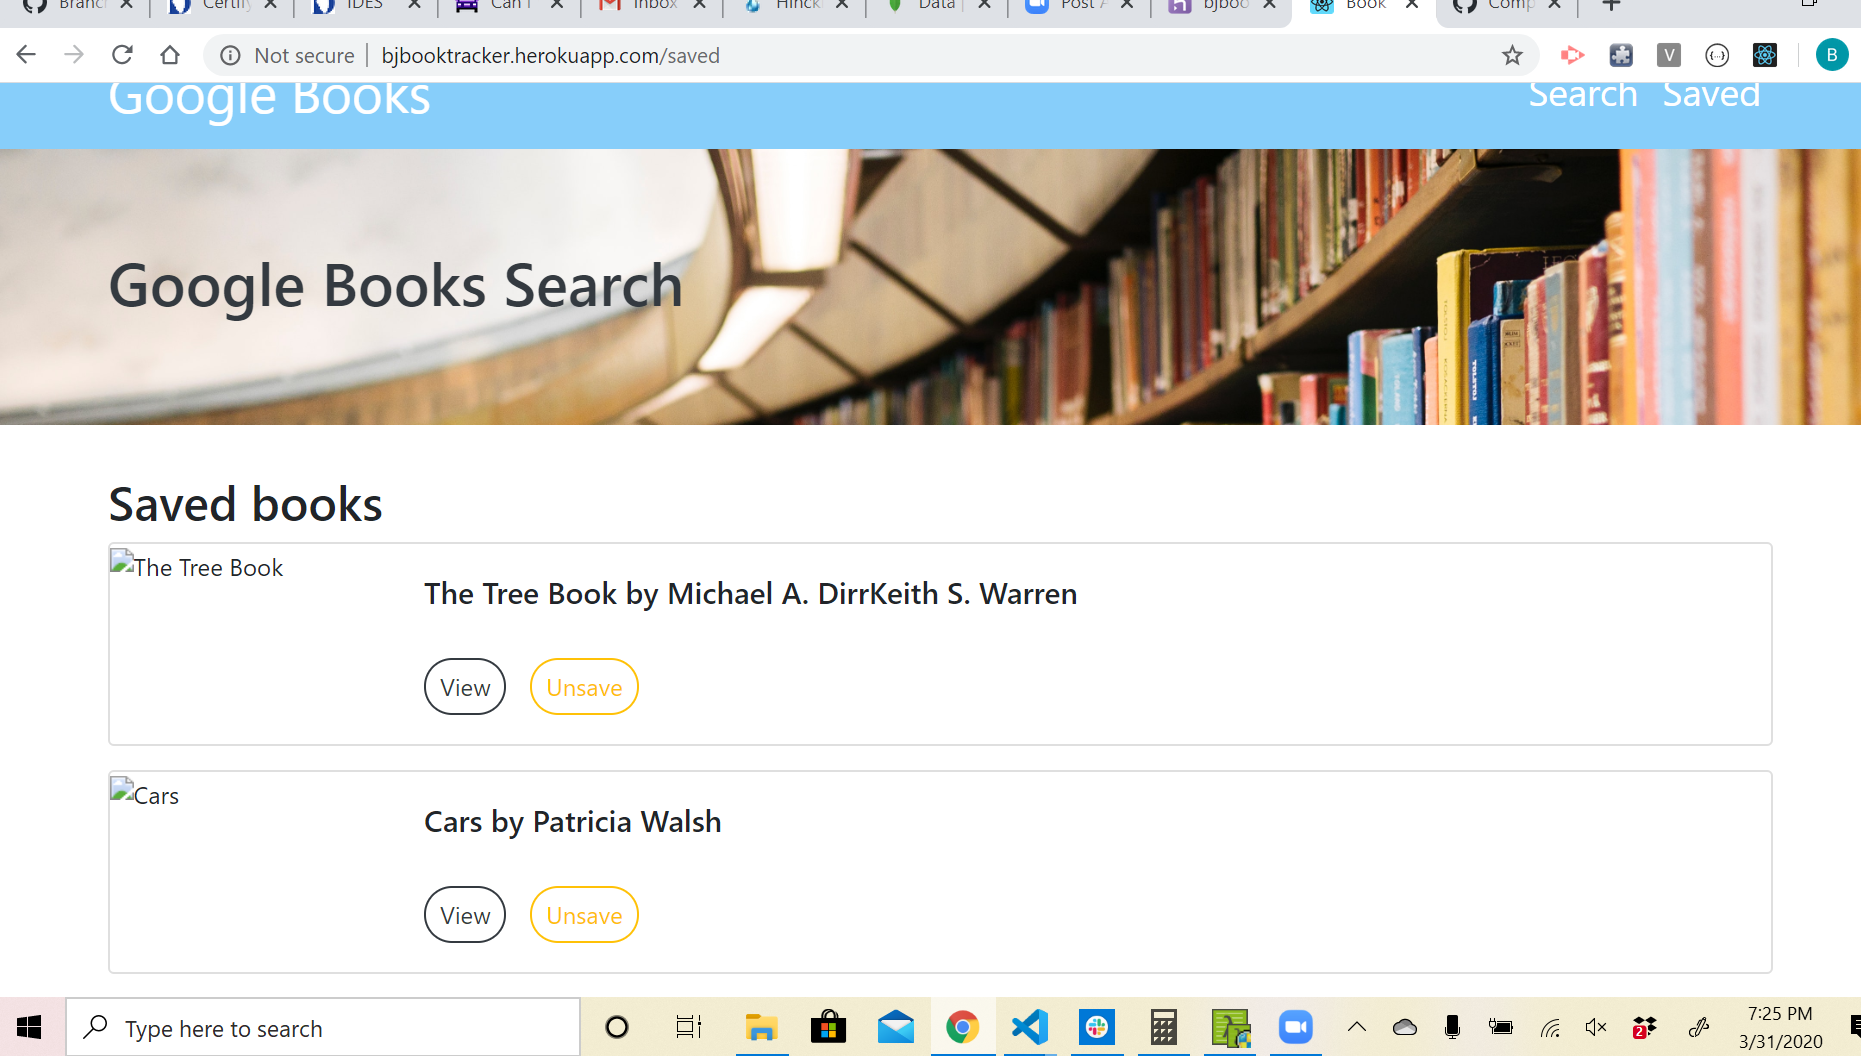 Branc Certify IDES Can I Inbox Hinck Data Post A bjboo Book Comp
Not secure bjbooktracker.herokuapp.com/saved V B
Google Books Search Saved
Google Books Search
Saved books
The Tree Book
The Tree Book by Michael A. DirrKeith S. Warren
View Unsave
Cars
Cars by Patricia Walsh
View Unsave
Type here to search
2
7:25 PM
3/31/2020